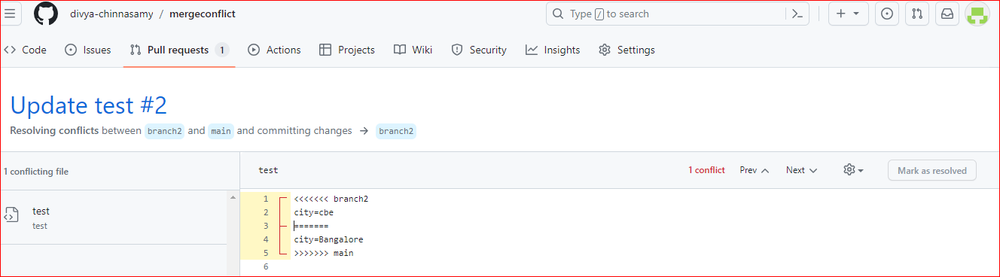 divya-chinnasamy / mergeconflict
Type / to search
Code
Issues
Pull requests 1
Actions
Projects
Wiki
Security
Insights
Settings
Update test #2
Resolving conflicts between branch2 and main and committing changes → branch2
1 conflicting file
test
test
test
1 conflict
Prev
Next
Mark as resolved
1 <<<<<<< branch2
2 city=cbe
3 =======
4 city=Bangalore
5 >>>>>>> main
6